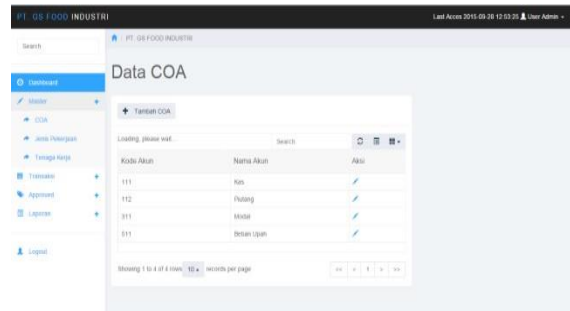 PT. GS FOOD INDUSTRI
Last Acces 2015-09-28 12:53:25 User Admin
Search
PT. GS FOOD INDUSTRI
Data COA
Dashboard
Master
COA
Jenis Pekerjaan
Tenaga Kerja
Transaksi
Approved
Laporan
Logout
Tambah COA
Loading, please wait...
Search
Kode Akun Nama Akun Aksi
111 Kas
112 Piutang
311 Modal
511 Beban Upah
Showing 1 to 4 of 4 rows 10 records per page
<< < 1 > >>